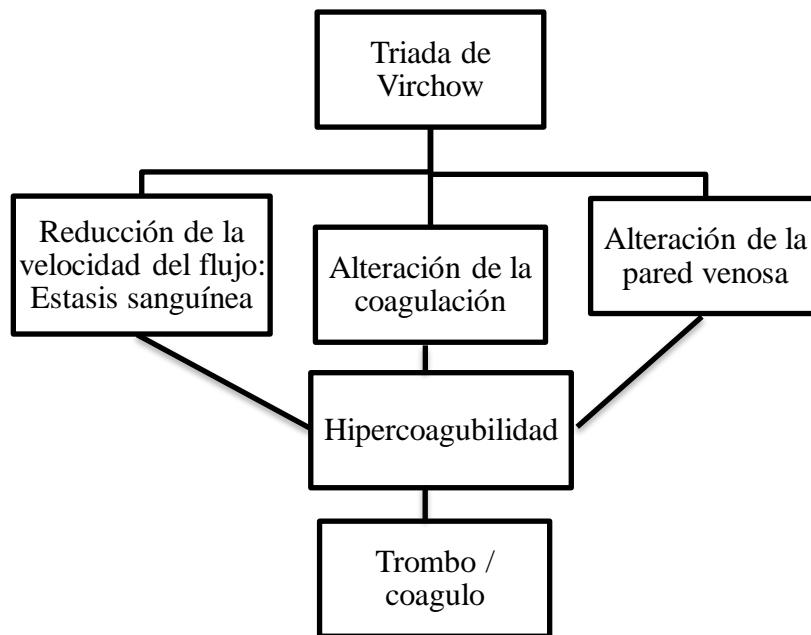 Triada de
Virchow
Reducción de la
velocidad del flujo:
Estasis sanguínea
Alteración de la
coagulación
Alteración de la
pared venosa
Hipercoagubilidad
Trombo /
coagulo